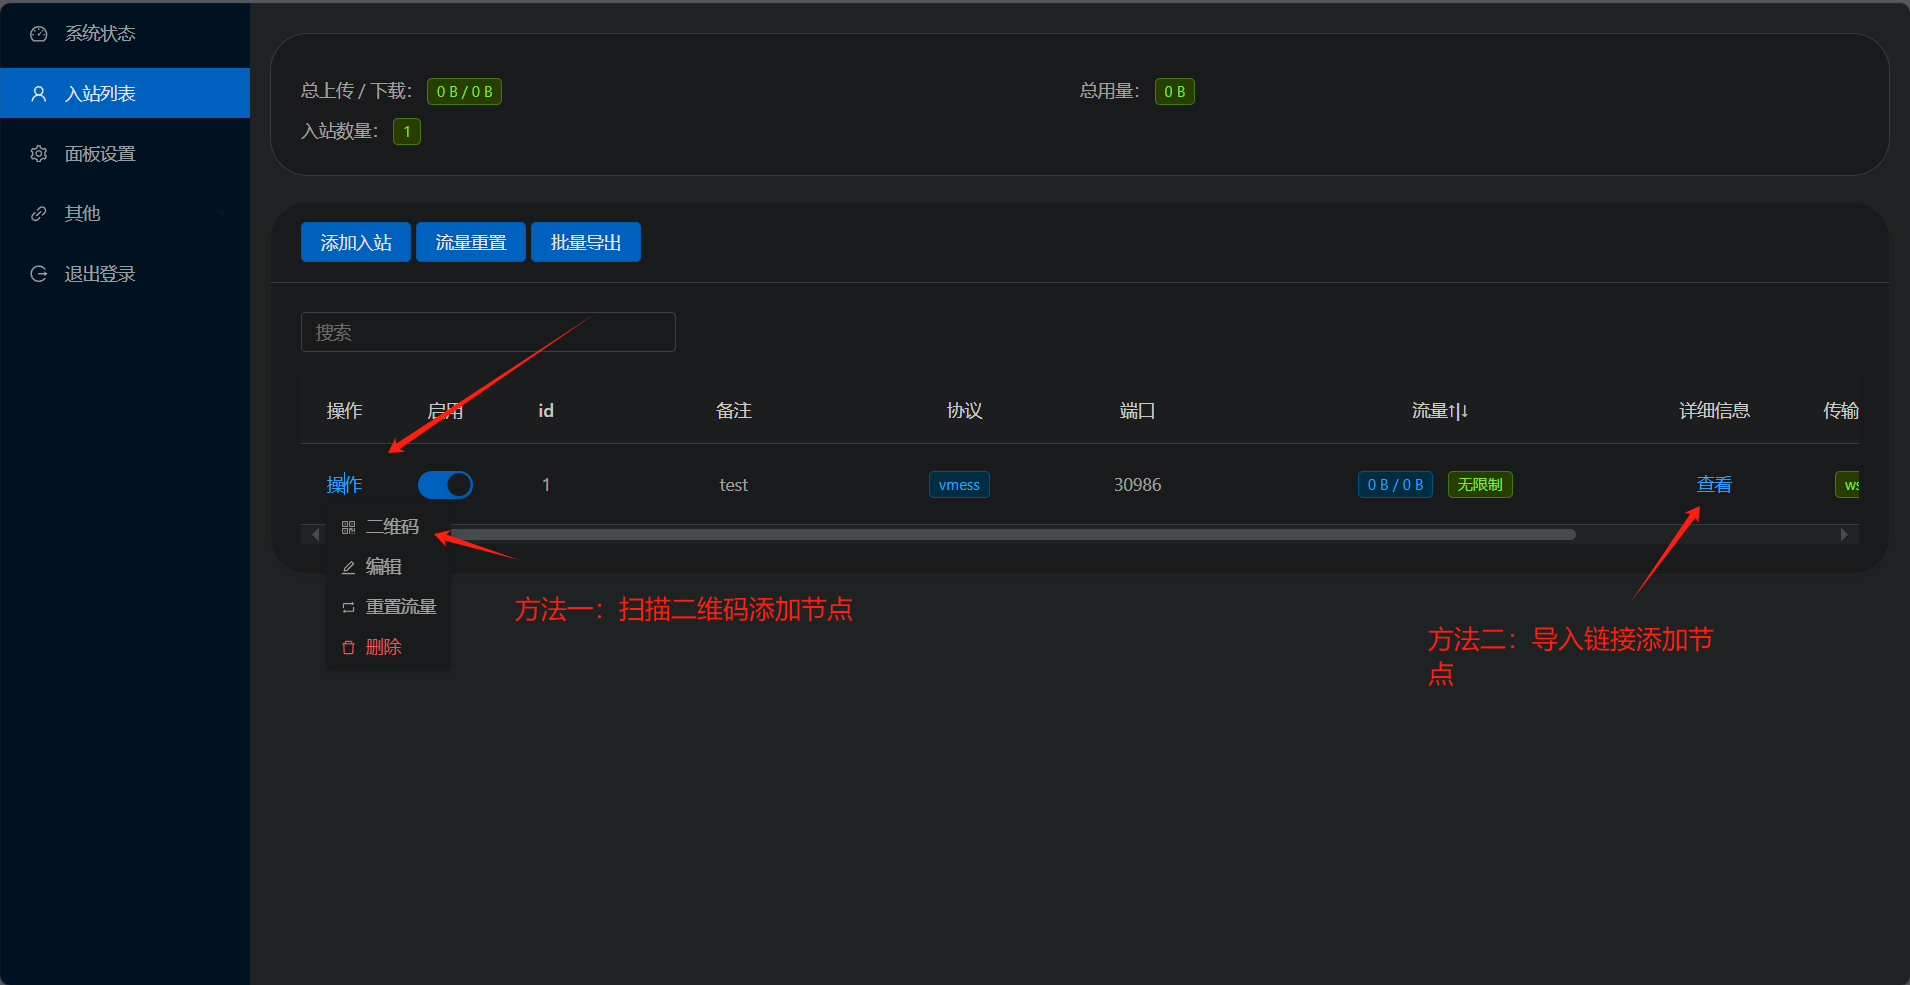 系统状态
入站列表
面板设置
其他
退出登录
总上传 / 下载： 0 B / 0 B
总用量： 0 B
入站数量： 1
添加入站 流量重置 批量导出
搜索
操作 启用 id 备注 协议 端口 流量↑|↓ 详细信息 传输
操作 1 test vmess 30986 0 B / 0 B 无限制 查看 ws
二维码
编辑
重置流量
删除
方法一：扫描二维码添加节点
方法二：导入链接添加节
点